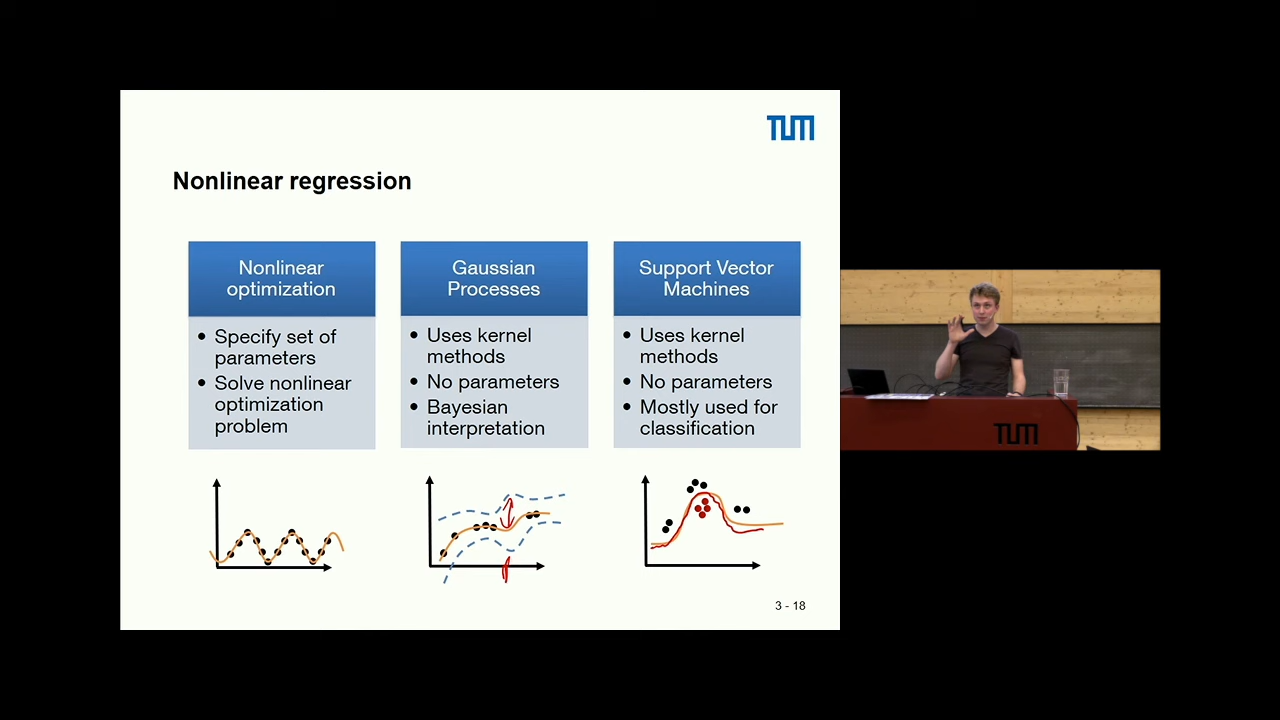 TUM
Nonlinear regression
Nonlinear
optimization
• Specify set of
parameters
• Solve nonlinear
optimization
problem
Gaussian
Processes
• Uses kernel
methods
• No parameters
• Bayesian
interpretation
Support Vector
Machines
• Uses kernel
methods
• No parameters
• Mostly used for
classification
3 - 18
TUM